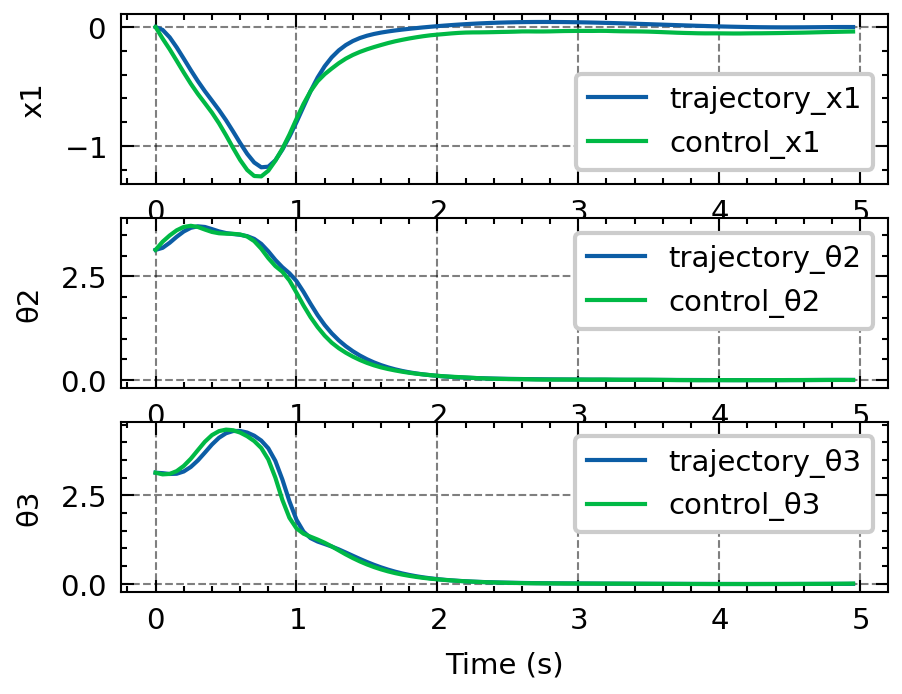 0
−1
x1
trajectory_x1
control_x1
0 1 2 3 4 5
2.5
0.0
θ2
trajectory_θ2
control_θ2
0 1 2 3 4 5
2.5
0.0
θ3
trajectory_θ3
control_θ3
0 1 2 3 4 5
Time (s)